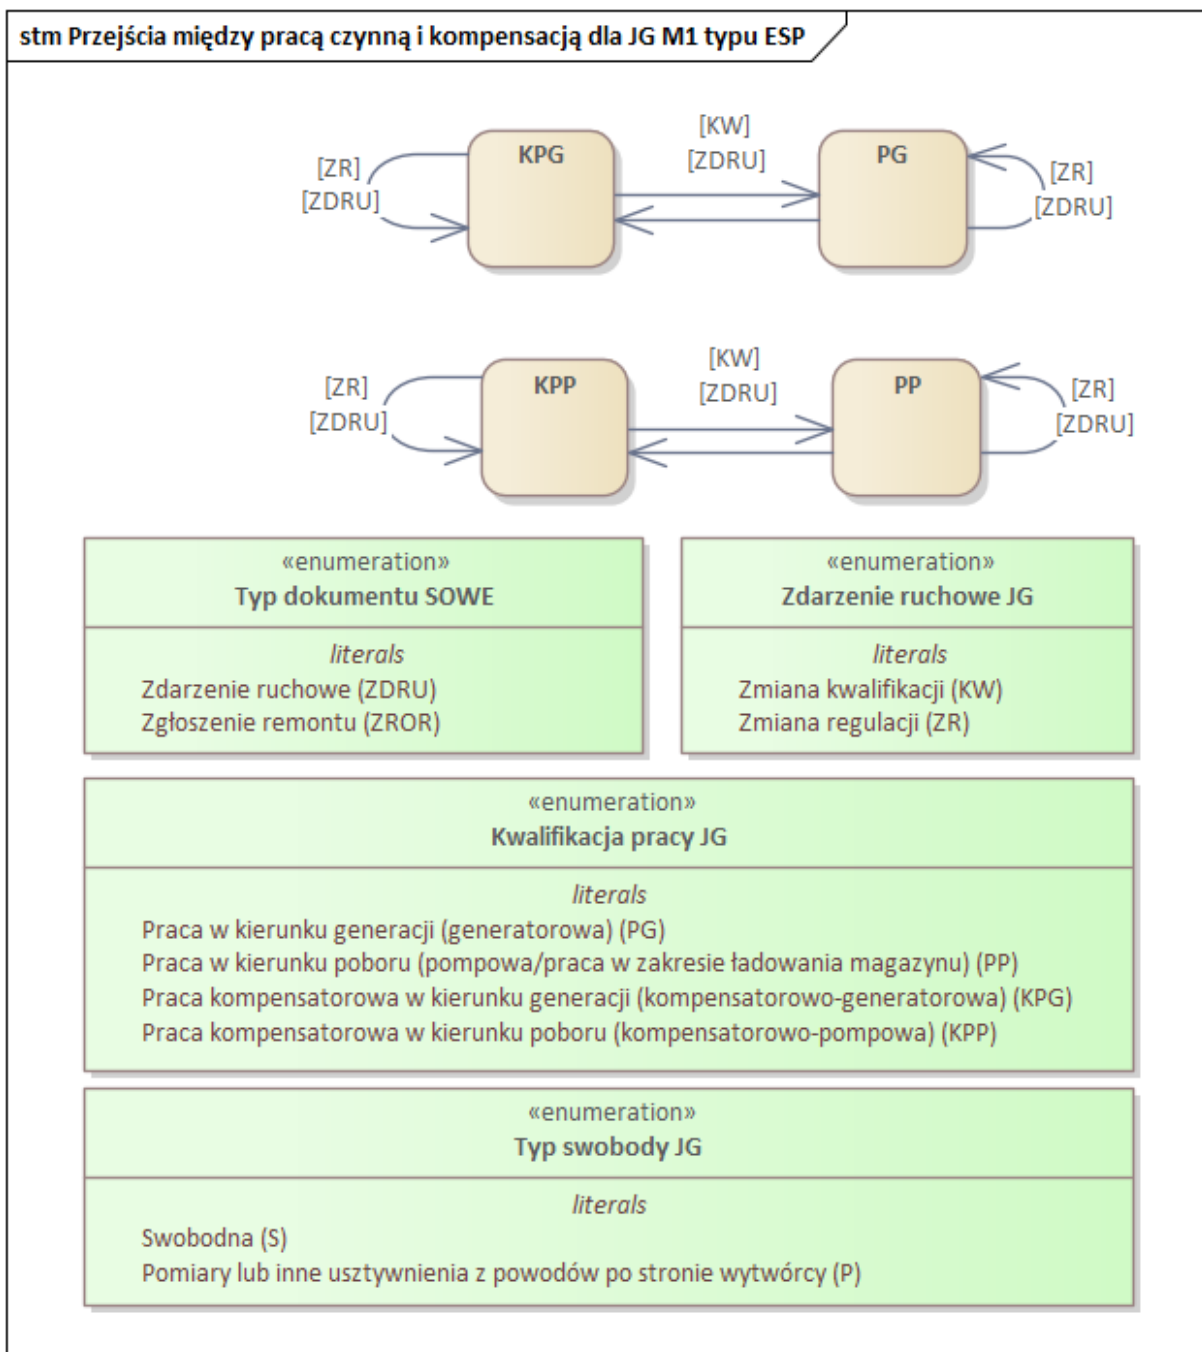 stm Przejścia między pracą czynną i kompensacją dla JG M1 typu ESP
[KW]
[ZDRU]
KPG
PG
[ZR]
[ZDRU]
[ZR]
[ZDRU]
[KW]
[ZDRU]
KPP
PP
[ZR]
[ZDRU]
[ZR]
[ZDRU]
«enumeration»
Typ dokumentu SOWE
literals
Zdarzenie ruchowe (ZDRU)
Zgłoszenie remontu (ZROR)
«enumeration»
Zdarzenie ruchowe JG
literals
Zmiana kwalifikacji (KW)
Zmiana regulacji (ZR)
«enumeration»
Kwalifikacja pracy JG
literals
Praca w kierunku generacji (generatorowa) (PG)
Praca w kierunku poboru (pompowa/praca w zakresie ładowania magazynu) (PP)
Praca kompensatorowa w kierunku generacji (kompensatorowo-generatorowa) (KPG)
Praca kompensatorowa w kierunku poboru (kompensatorowo-pompowa) (KPP)
«enumeration»
Typ swobody JG
literals
Swobodna (S)
Pomiary lub inne usztywnienia z powodów po stronie wytwórcy (P)